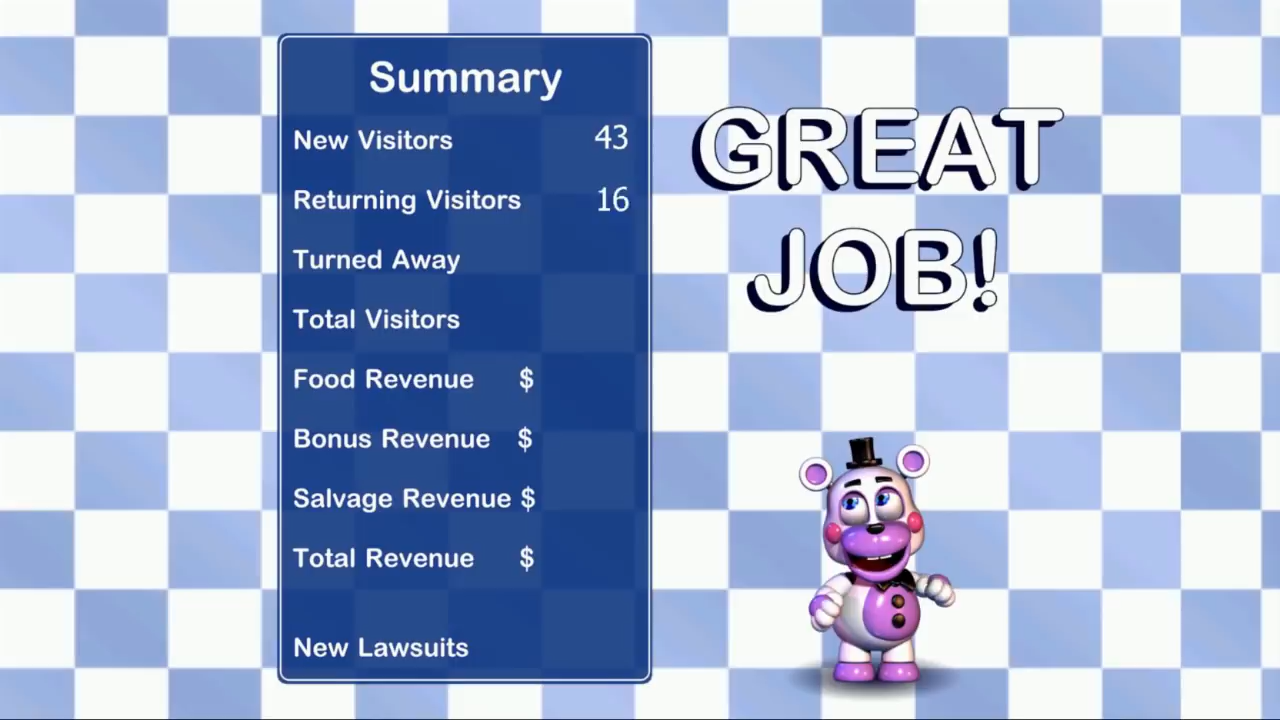 Summary
New Visitors 43
Returning Visitors 16
Turned Away
Total Visitors
Food Revenue $
Bonus Revenue $
Salvage Revenue $
Total Revenue $
New Lawsuits
GREAT
JOB!